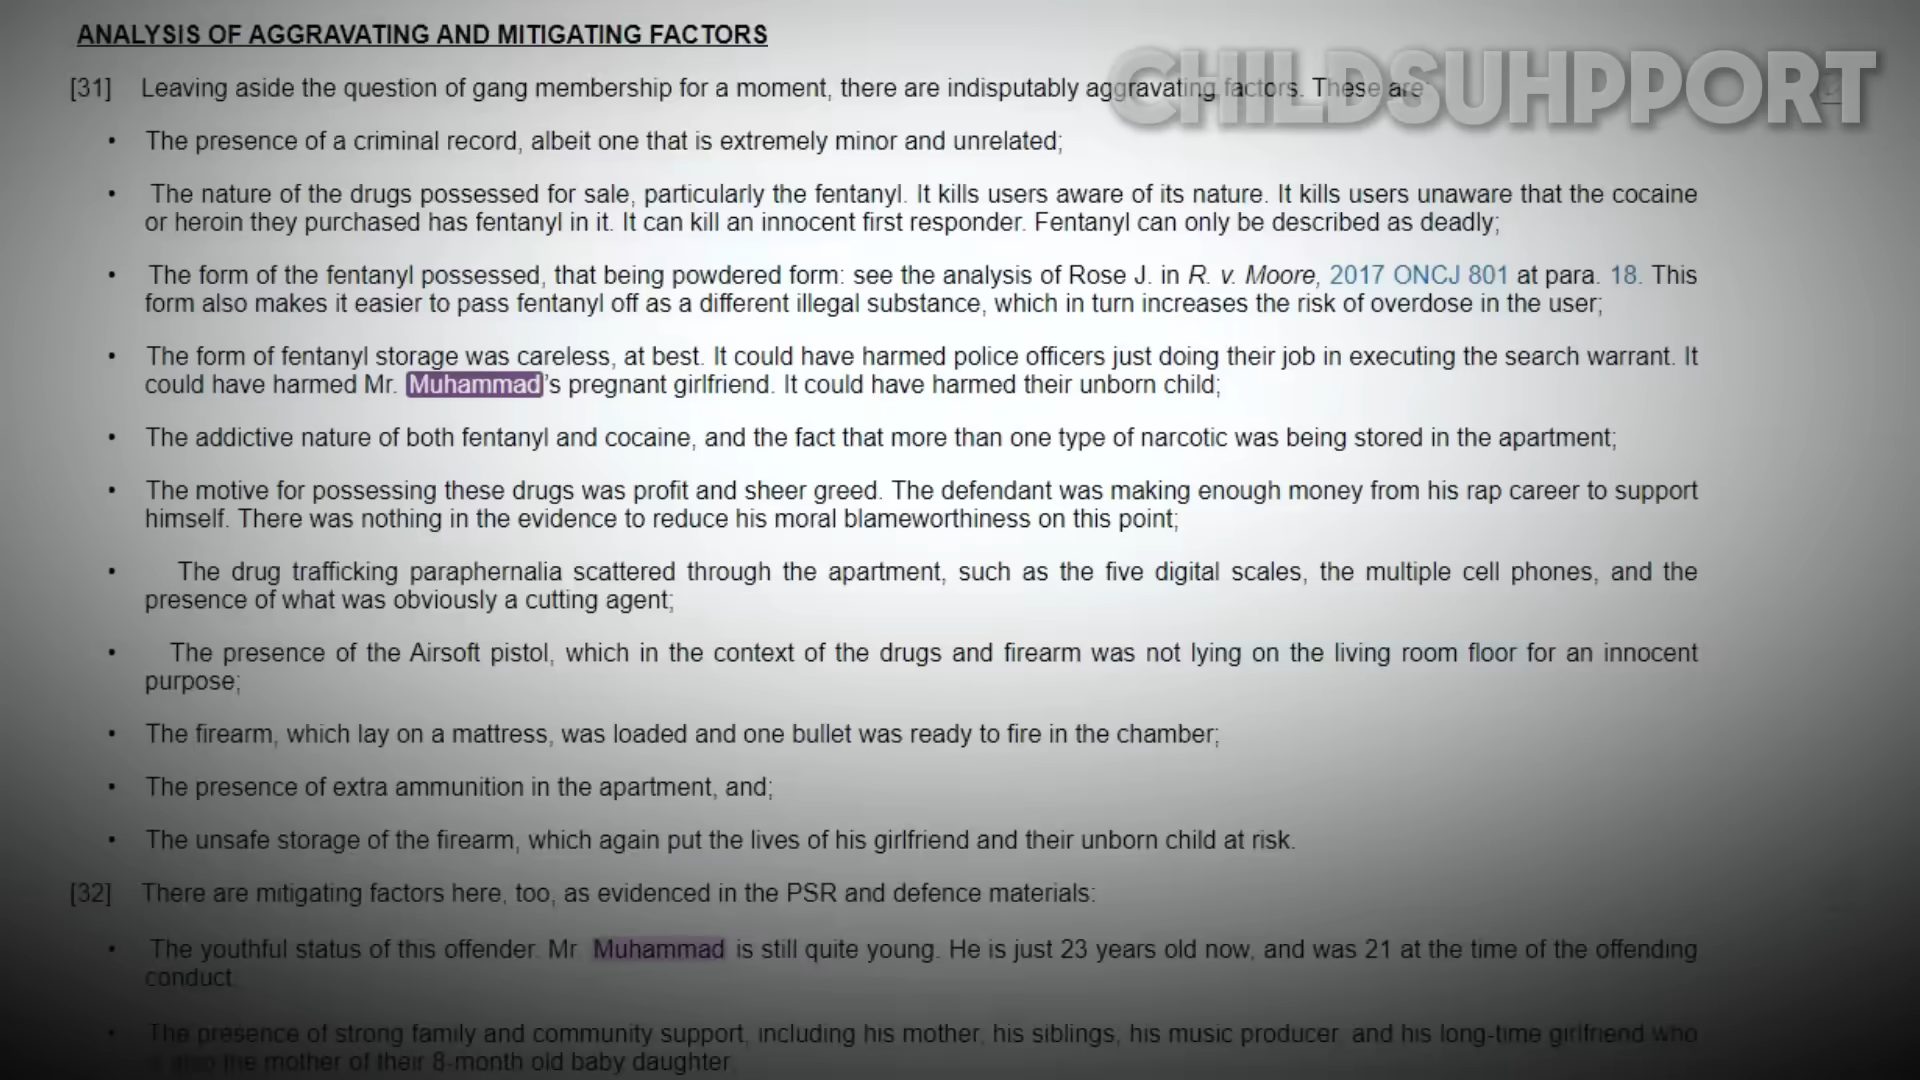 ANALYSIS OF AGGRAVATING AND MITIGATING FACTORS
CHILDSUHPPORT
[31] Leaving aside the question of gang membership for a moment, there are indisputably aggravating factors. These are
• The presence of a criminal record, albeit one that is extremely minor and unrelated;
• The nature of the drugs possessed for sale, particularly the fentanyl. It kills users aware of its nature. It kills users unaware that the cocaine
or heroin they purchased has fentanyl in it. It can kill an innocent first responder. Fentanyl can only be described as deadly;
• The form of the fentanyl possessed, that being powdered form: see the analysis of Rose J. in R. v. Moore, 2017 ONCJ 801 at para. 18. This
form also makes it easier to pass fentanyl off as a different illegal substance, which in turn increases the risk of overdose in the user;
• The form of fentanyl storage was careless, at best. It could have harmed police officers just doing their job in executing the search warrant. It
could have harmed Mr. Muhammad's pregnant girlfriend. It could have harmed their unborn child;
• The addictive nature of both fentanyl and cocaine, and the fact that more than one type of narcotic was being stored in the apartment;
• The motive for possessing these drugs was profit and sheer greed. The defendant was making enough money from his rap career to support
himself. There was nothing in the evidence to reduce his moral blameworthiness on this point;
• The drug trafficking paraphernalia scattered through the apartment, such as the five digital scales, the multiple cell phones, and the
presence of what was obviously a cutting agent;
• The presence of the Airsoft pistol, which in the context of the drugs and firearm was not lying on the living room floor for an innocent
purpose;
• The firearm, which lay on a mattress, was loaded and one bullet was ready to fire in the chamber;
• The presence of extra ammunition in the apartment, and;
• The unsafe storage of the firearm, which again put the lives of his girlfriend and their unborn child at risk.
[32] There are mitigating factors here, too, as evidenced in the PSR and defence materials:
• The youthful status of this offender. Mr. Muhammad is still quite young. He is just 23 years old now, and was 21 at the time of the offending
conduct.
• The presence of strong family and community support, including his mother, his siblings, his music producer, and his long-time girlfriend who
the mother of their 8-month old baby daughter.